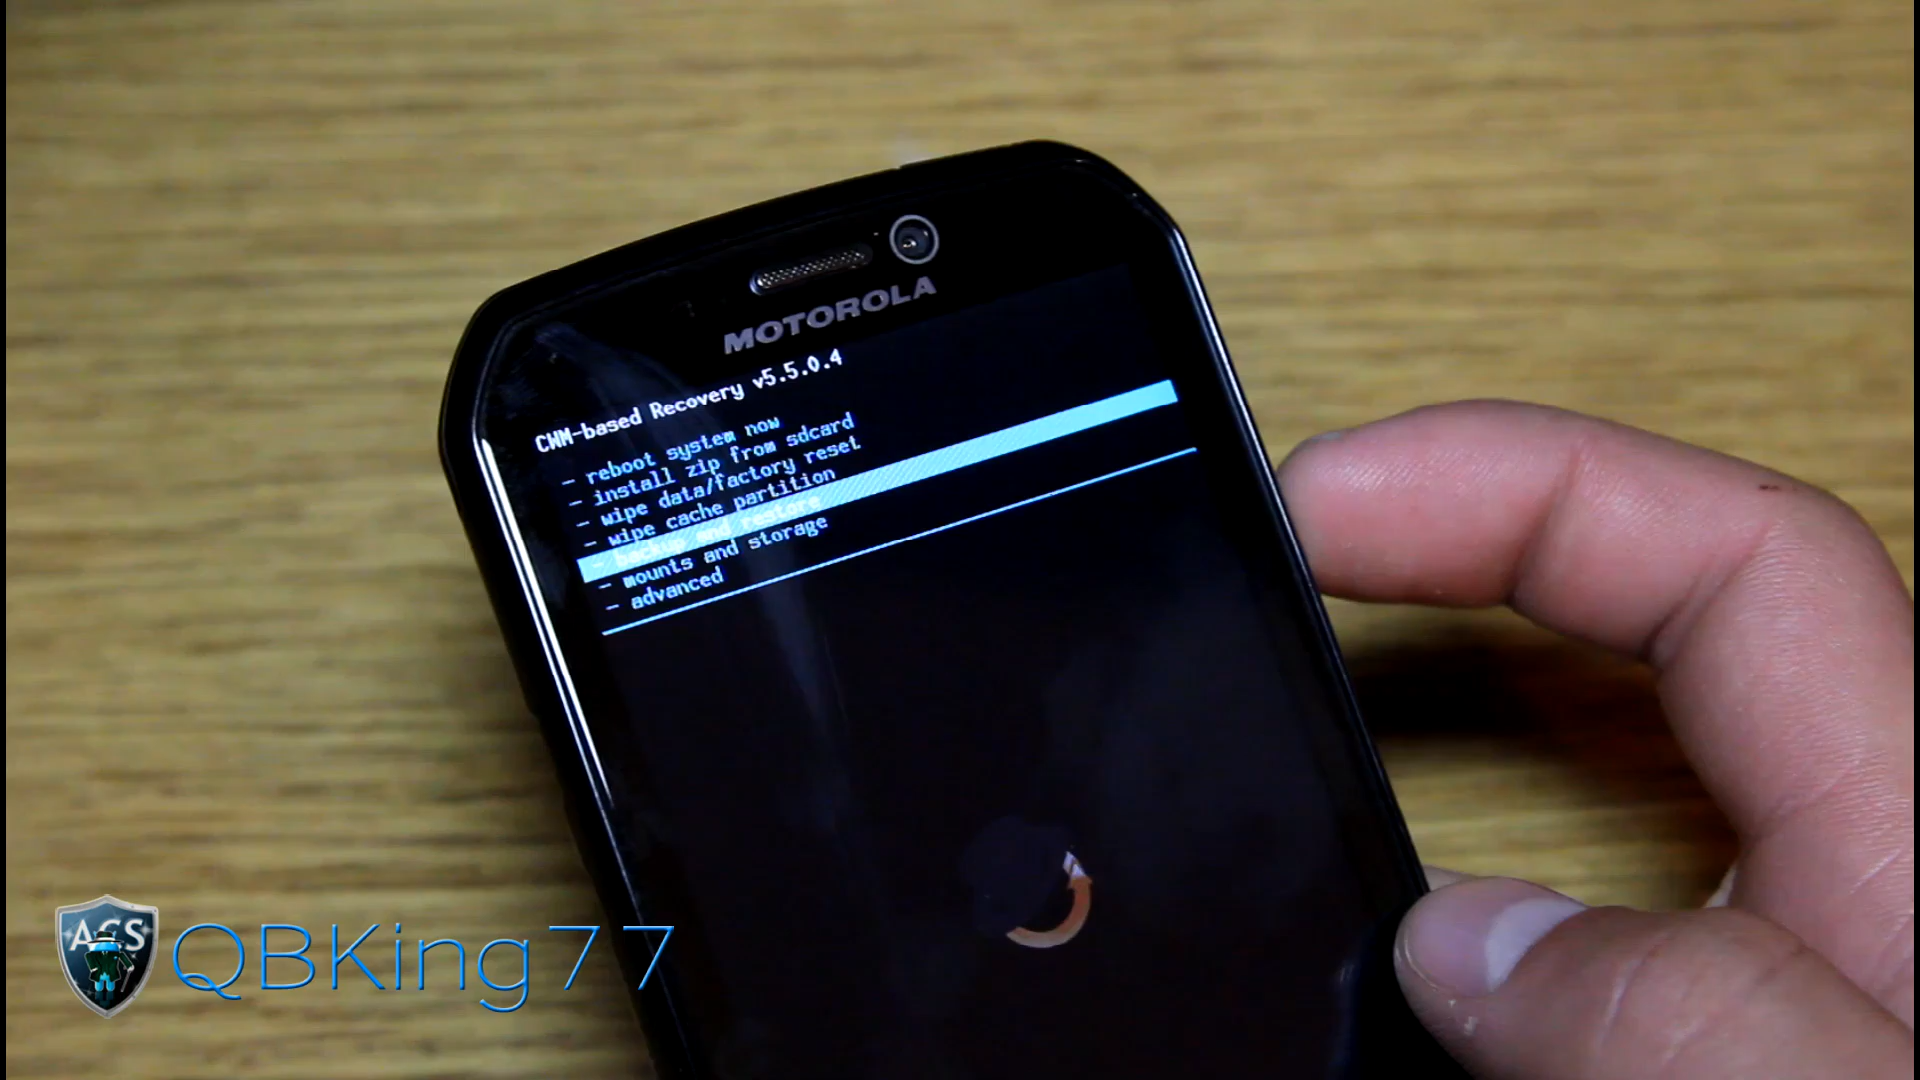 MOTOROLA
CWM-based Recovery v5.5.0.4
- reboot system now
- install zip from sdcard
- wipe data/factory reset
- wipe cache partition
- backup and restore
- mounts and storage
- advanced
ACS
QBKing77